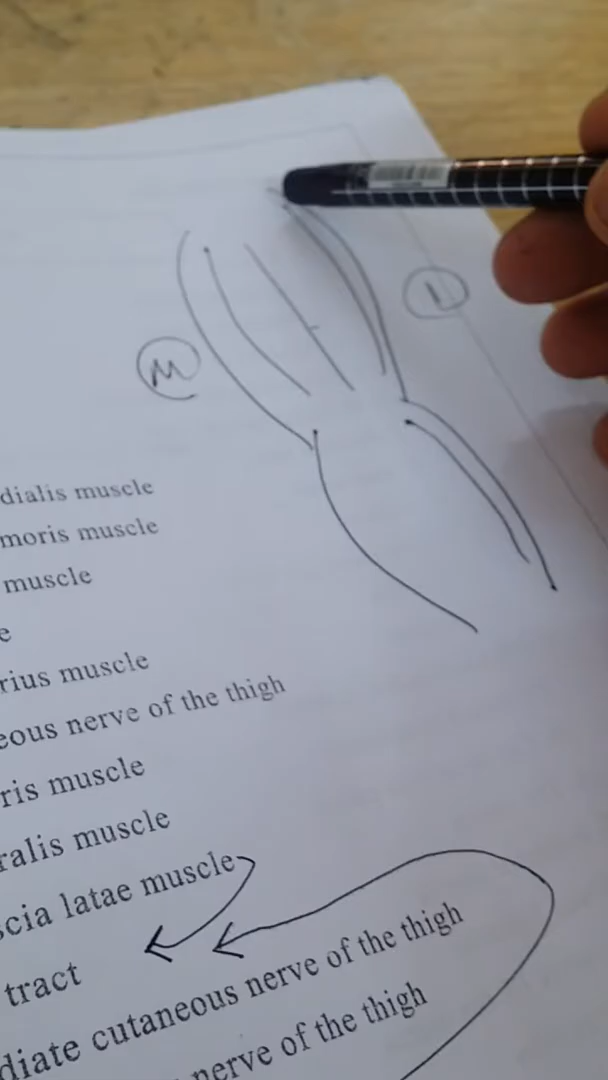 L
M
dialis muscle
moris muscle
muscle
e
rius muscle
eous nerve of the thigh
ris muscle
ralis muscle
scia latae muscle
tract
diate cutaneous nerve of the thigh
nerve of the thigh